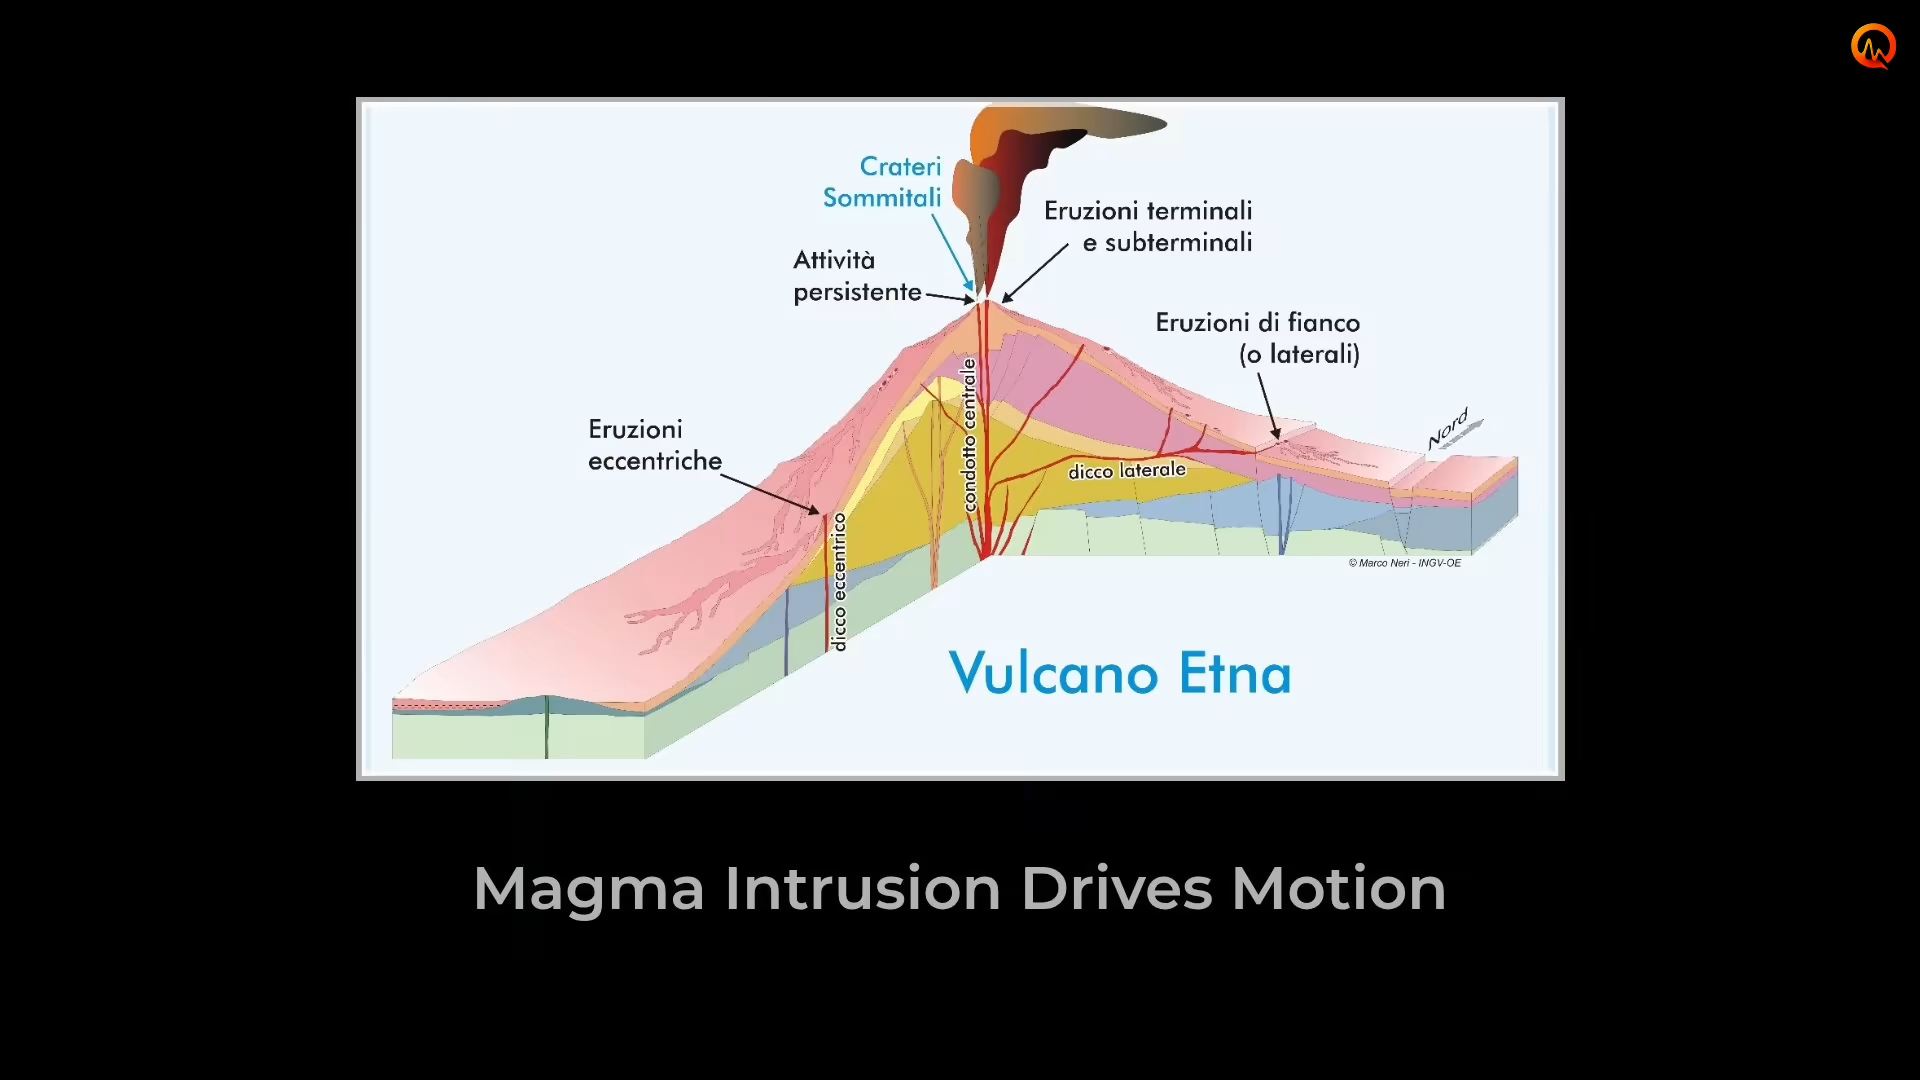 Crateri
Sommitali
Eruzioni terminali
e subterminali
Attività
persistente
Eruzioni di fianco
(o laterali)
Nord
Eruzioni
eccentriche
condotto centrale
dicco laterale
dicco eccentrico
© Marco Neri - INGV-OE
Vulcano Etna
Magma Intrusion Drives Motion